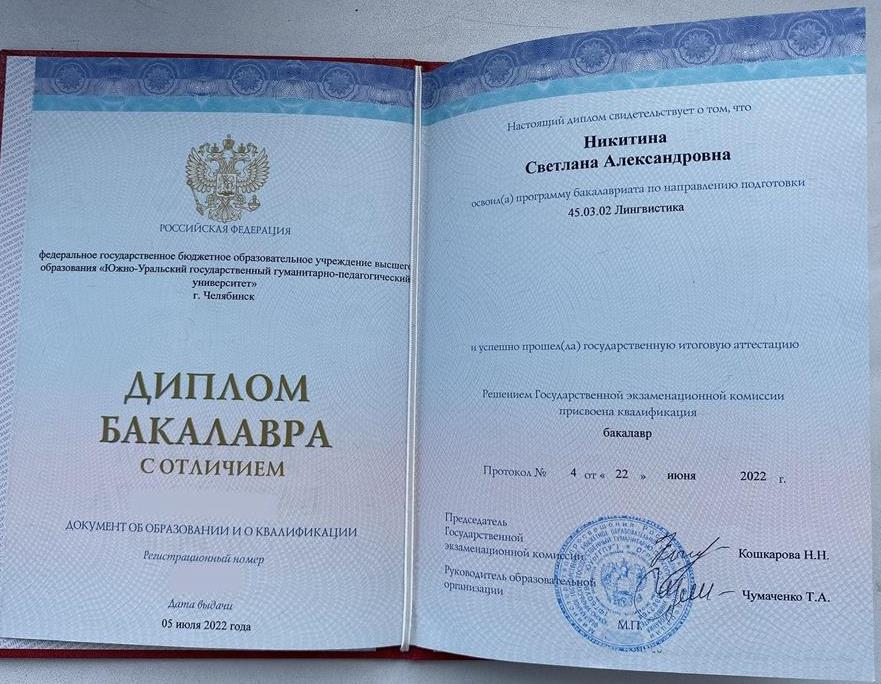 РОССИЙСКАЯ ФЕДЕРАЦИЯ
федеральное государственное бюджетное образовательное учреждение высшего
образования «Южно-Уральский государственный гуманитарно-педагогический
университет»
г. Челябинск
ДИПЛОМ
БАКАЛАВРА
С ОТЛИЧИЕМ
ДОКУМЕНТ ОБ ОБРАЗОВАНИИ И О КВАЛИФИКАЦИИ
Регистрационный номер
Дата выдачи
05 июля 2022 года
Настоящий диплом свидетельствует о том, что
Никитина
Светлана Александровна
освоил(а) программу бакалавриата по направлению подготовки
45.03.02 Лингвистика
и успешно прошел(ла) государственную итоговую аттестацию
Решением Государственной экзаменационной комиссии
присвоена квалификация
бакалавр
Протокол № 4 от « 22 » июня 2022 г.
Председатель
Государственной
экзаменационной комиссии
Кошкарова Н.Н.
Руководитель образовательной
организации
Чумаченко Т.А.
М.П.